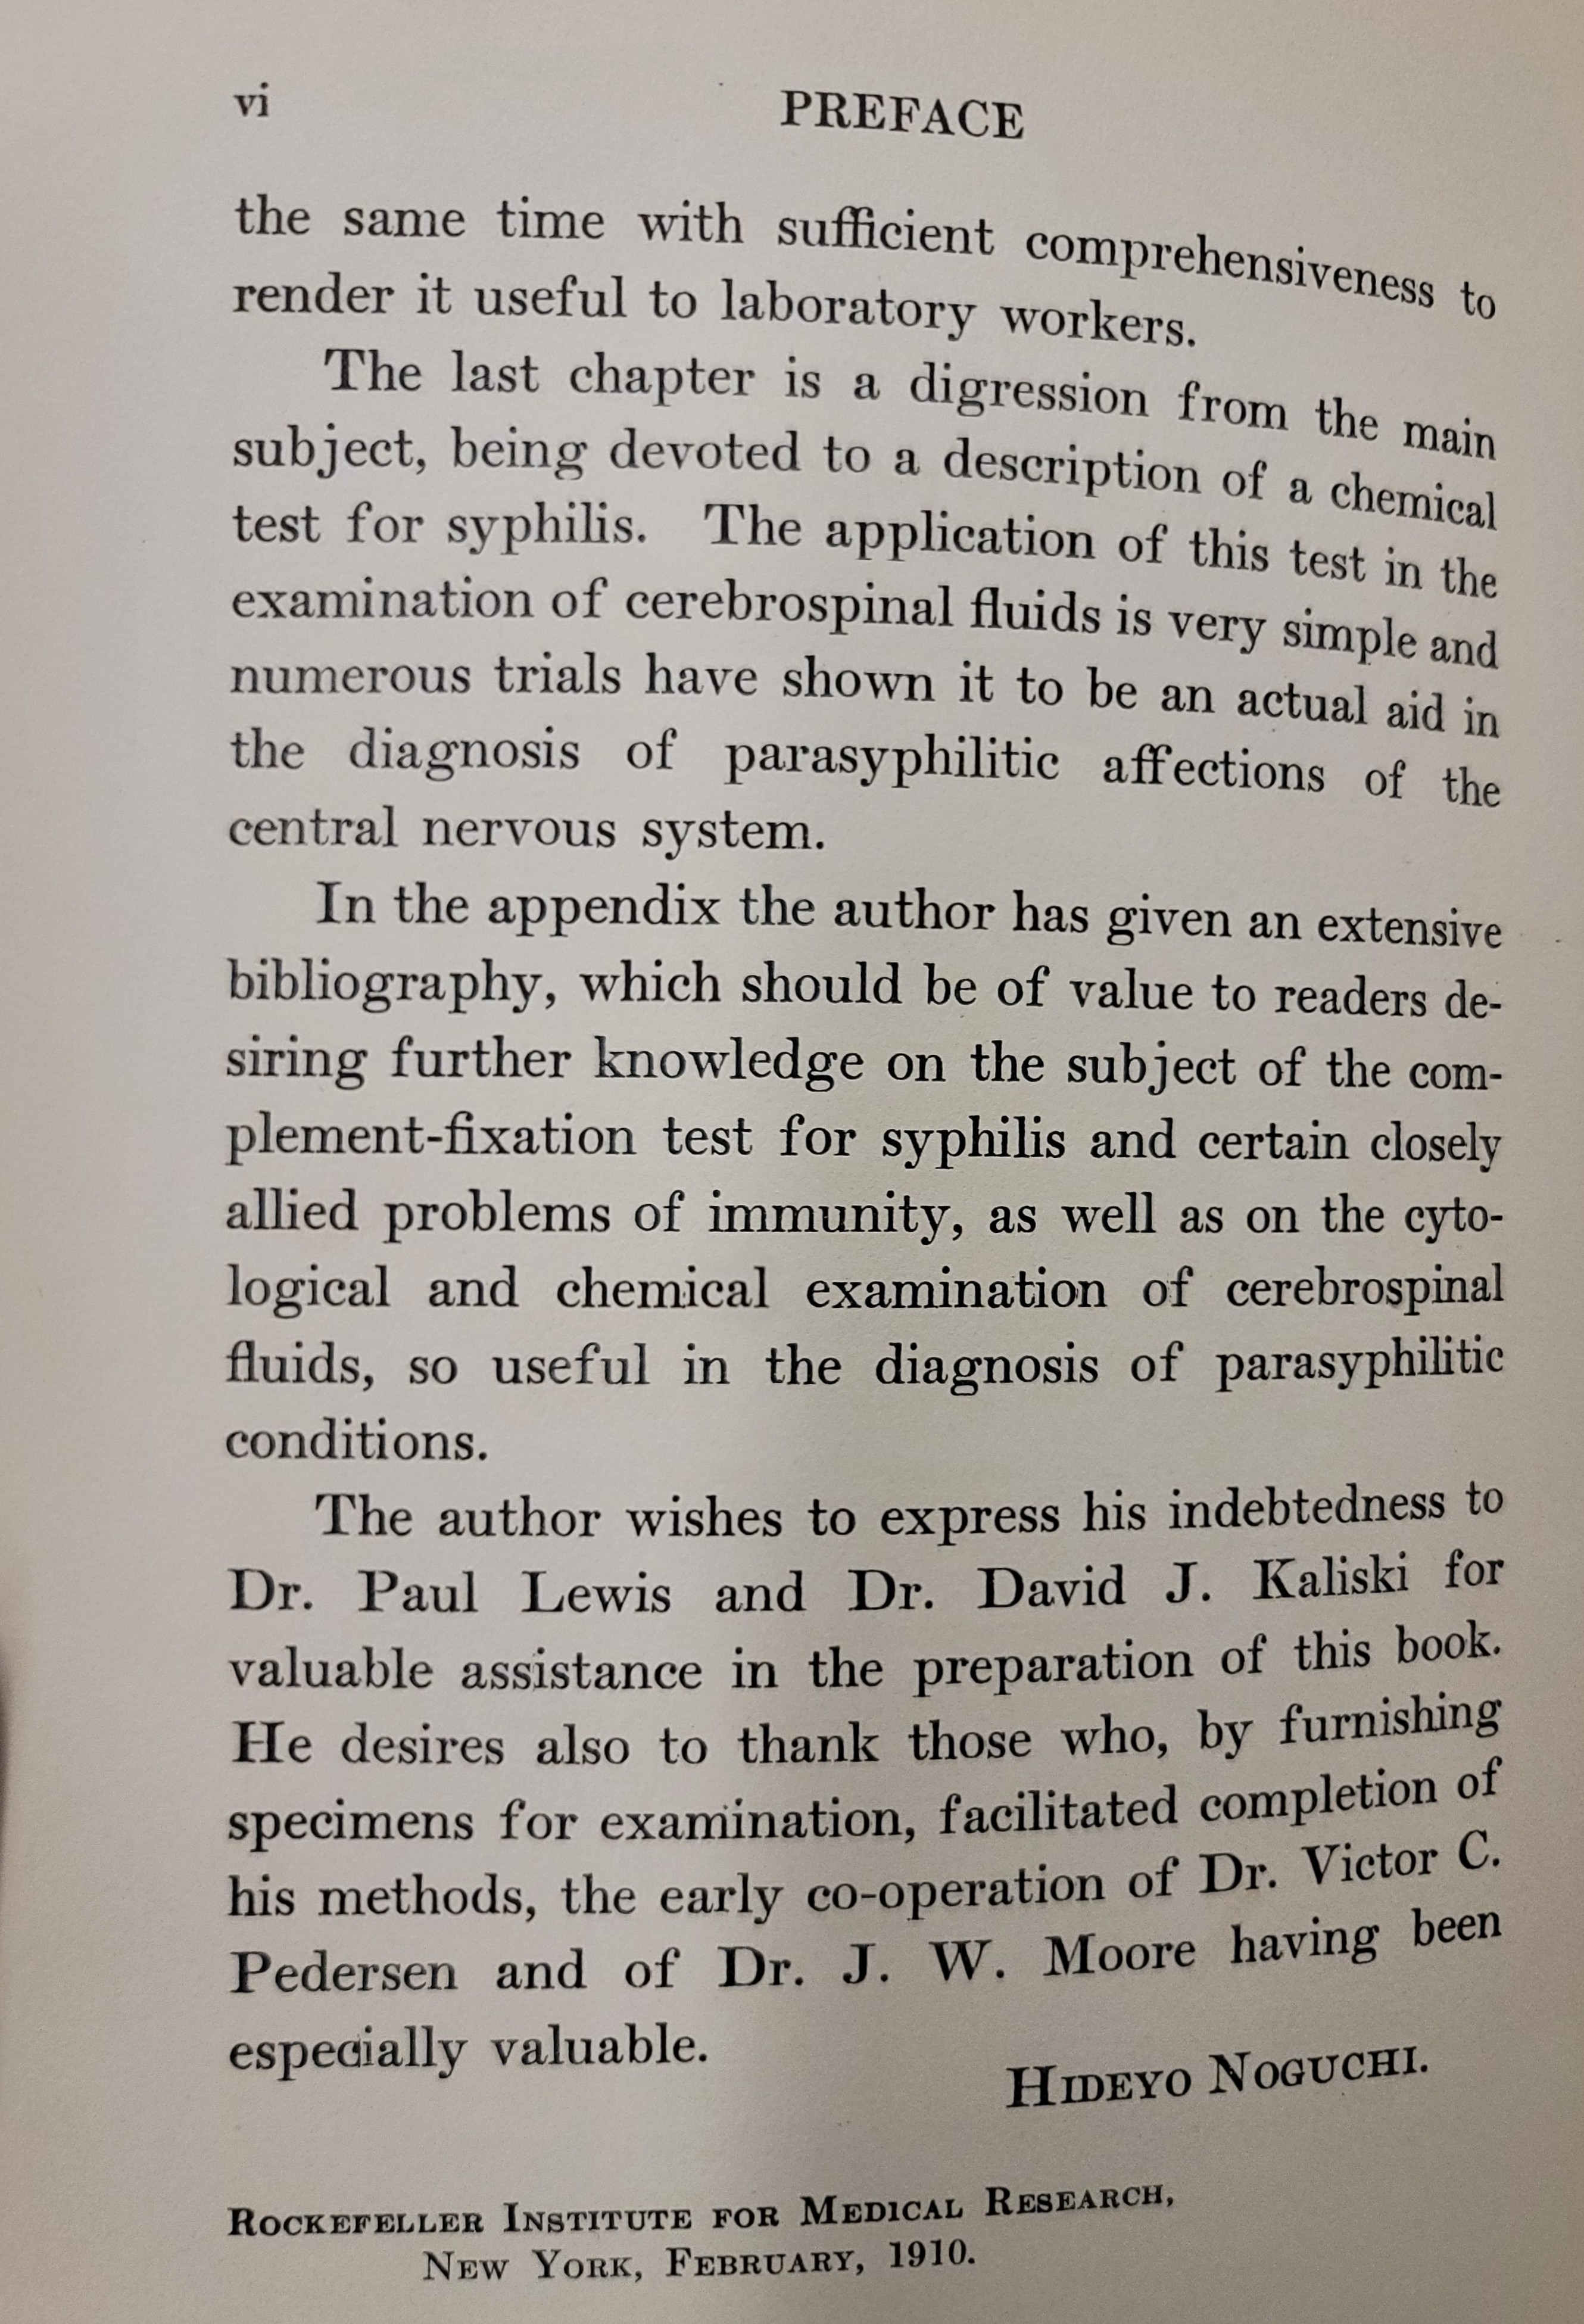 vi
PREFACE
the same time with sufficient comprehensiveness to
render it useful to laboratory workers.
The last chapter is a digression from the main
subject, being devoted to a description of a chemical
test for syphilis. The application of this test in the
examination of cerebrospinal fluids is very simple and
numerous trials have shown it to be an actual aid in
the diagnosis of parasyphilitic affections of the
central nervous system.
In the appendix the author has given an extensive
bibliography, which should be of value to readers de-
siring further knowledge on the subject of the com-
plement-fixation test for syphilis and certain closely
allied problems of immunity, as well as on the cyto-
logical and chemical examination of cerebrospinal
fluids, so useful in the diagnosis of parasyphilitic
conditions.
The author wishes to express his indebtedness to
Dr. Paul Lewis and Dr. David J. Kaliski for
valuable assistance in the preparation of this book.
He desires also to thank those who, by furnishing
specimens for examination, facilitated completion of
his methods, the early co-operation of Dr. Victor C.
Pedersen and of Dr. J. W. Moore having been
especially valuable.
HIDEYO NOGUCHI.
ROCKEFELLER INSTITUTE FOR MEDICAL RESEARCH,
NEW YORK, FEBRUARY, 1910.